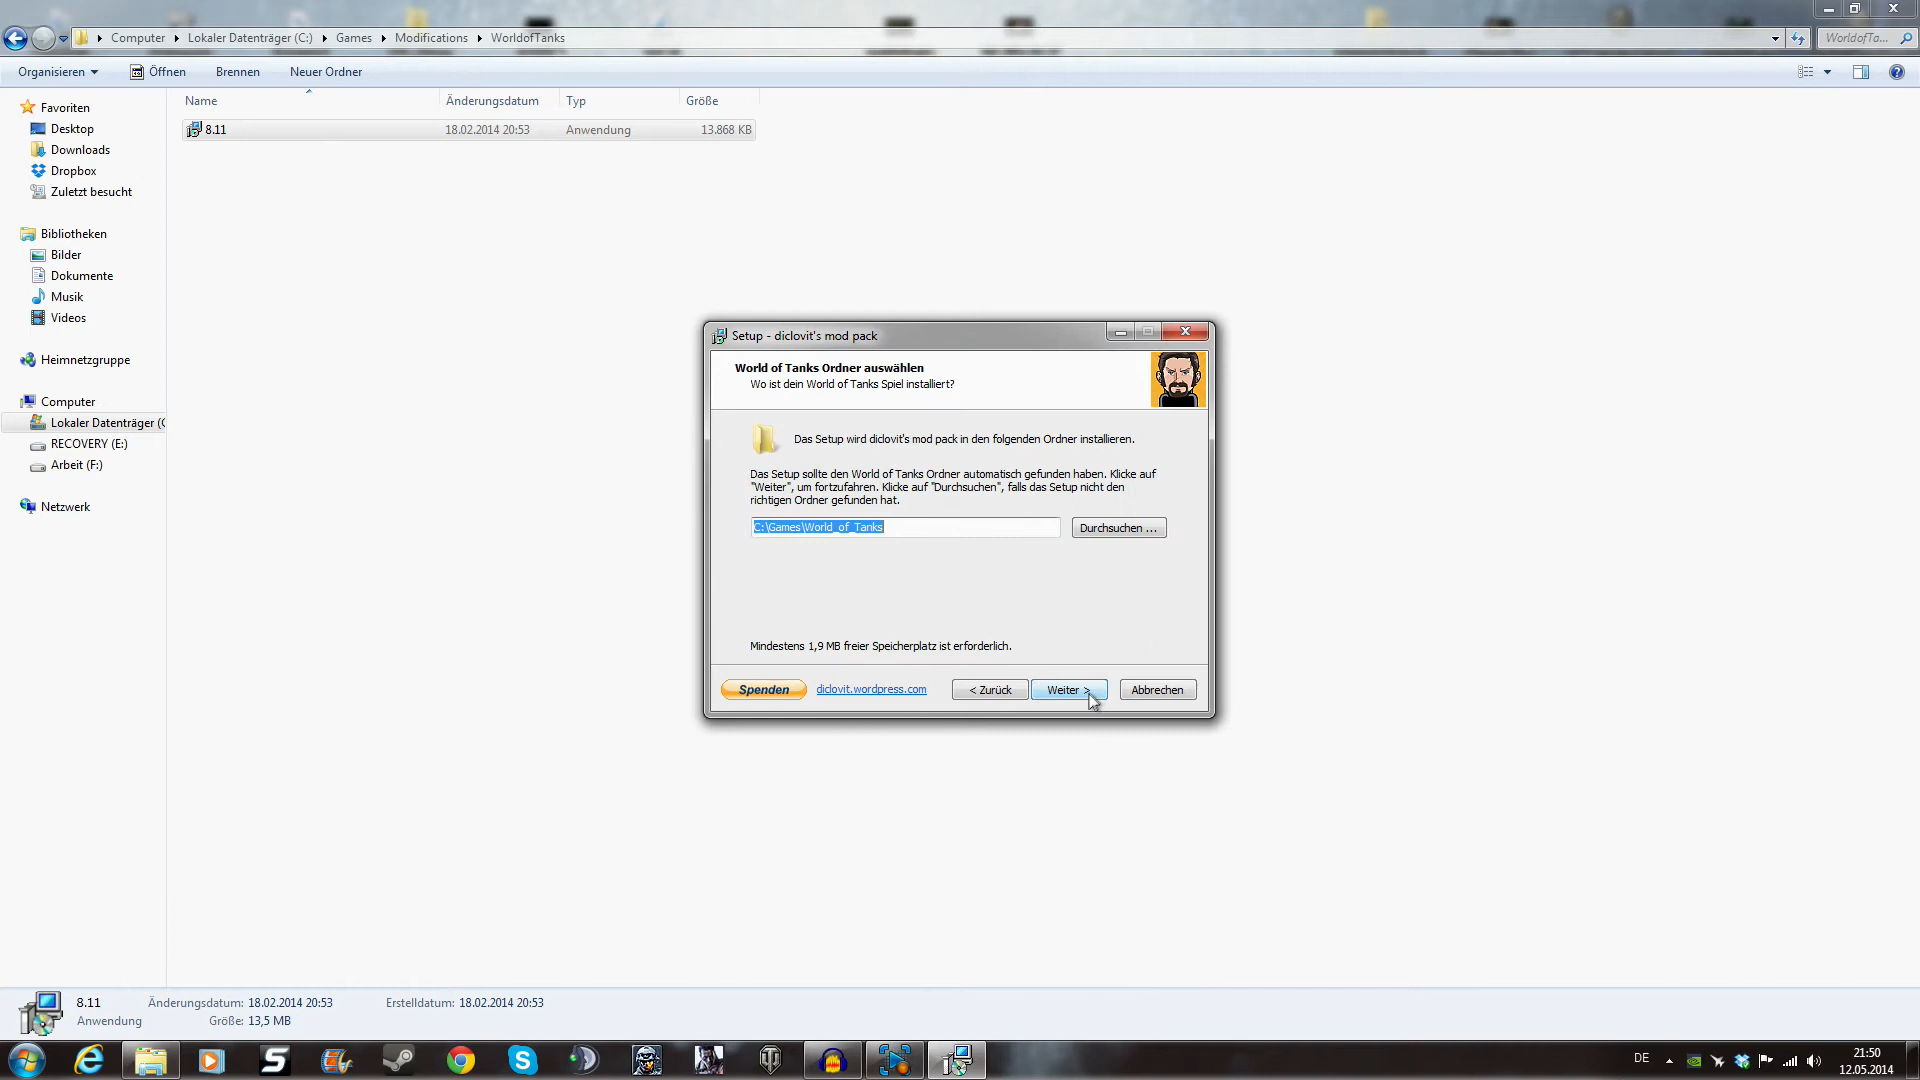 Computer Lokaler Datenträger (C:) Games Modifications WorldofTanks WorldofTa...
Organisieren Öffnen Brennen Neuer Ordner
Name Änderungsdatum Typ Größe
8.11 18.02.2014 20:53 Anwendung 13.868 KB
Favoriten
Desktop
Downloads
Dropbox
Zuletzt besucht
Bibliotheken
Bilder
Dokumente
Musik
Videos
Heimnetzgruppe
Computer
Lokaler Datenträger (C
RECOVERY (E:)
Arbeit (F:)
Netzwerk
Setup - diclovit's mod pack
World of Tanks Ordner auswählen
Wo ist dein World of Tanks Spiel installiert?
Das Setup wird diclovit's mod pack in den folgenden Ordner installieren.
Das Setup sollte den World of Tanks Ordner automatisch gefunden haben. Klicke auf
"Weiter", um fortzufahren. Klicke auf "Durchsuchen", falls das Setup nicht den
richtigen Ordner gefunden hat.
C:\Games\World_of_Tanks Durchsuchen ...
Mindestens 1,9 MB freier Speicherplatz ist erforderlich.
Spenden diclovit.wordpress.com < Zurück Weiter > Abbrechen
8.11 Änderungsdatum: 18.02.2014 20:53 Erstelldatum: 18.02.2014 20:53
Anwendung Größe: 13,5 MB
DE 21:50
12.05.2014